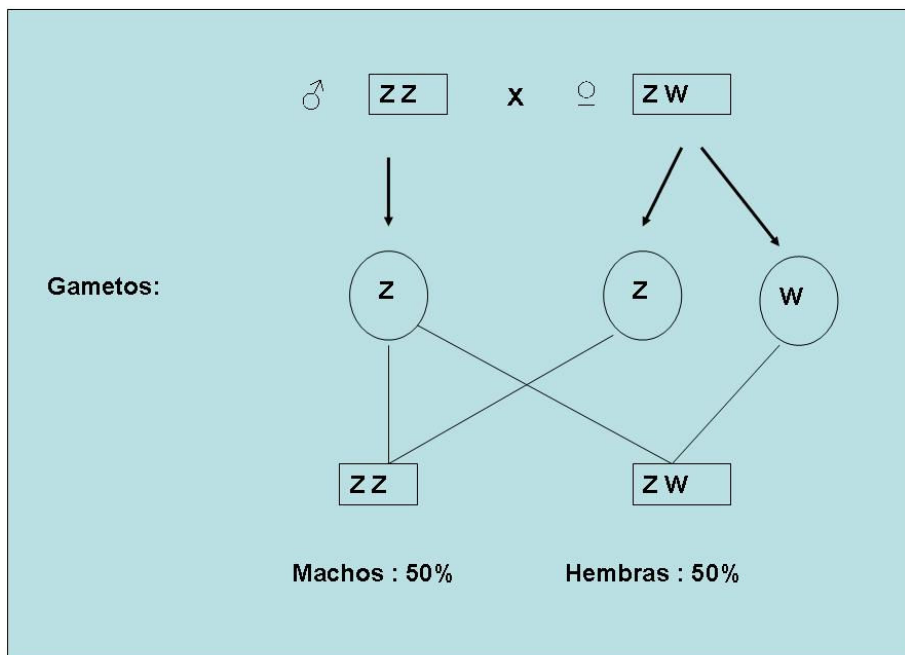 ♂ ZZ x ♀ ZW
Gametos: Z Z W
ZZ ZW
Machos : 50% Hembras : 50%